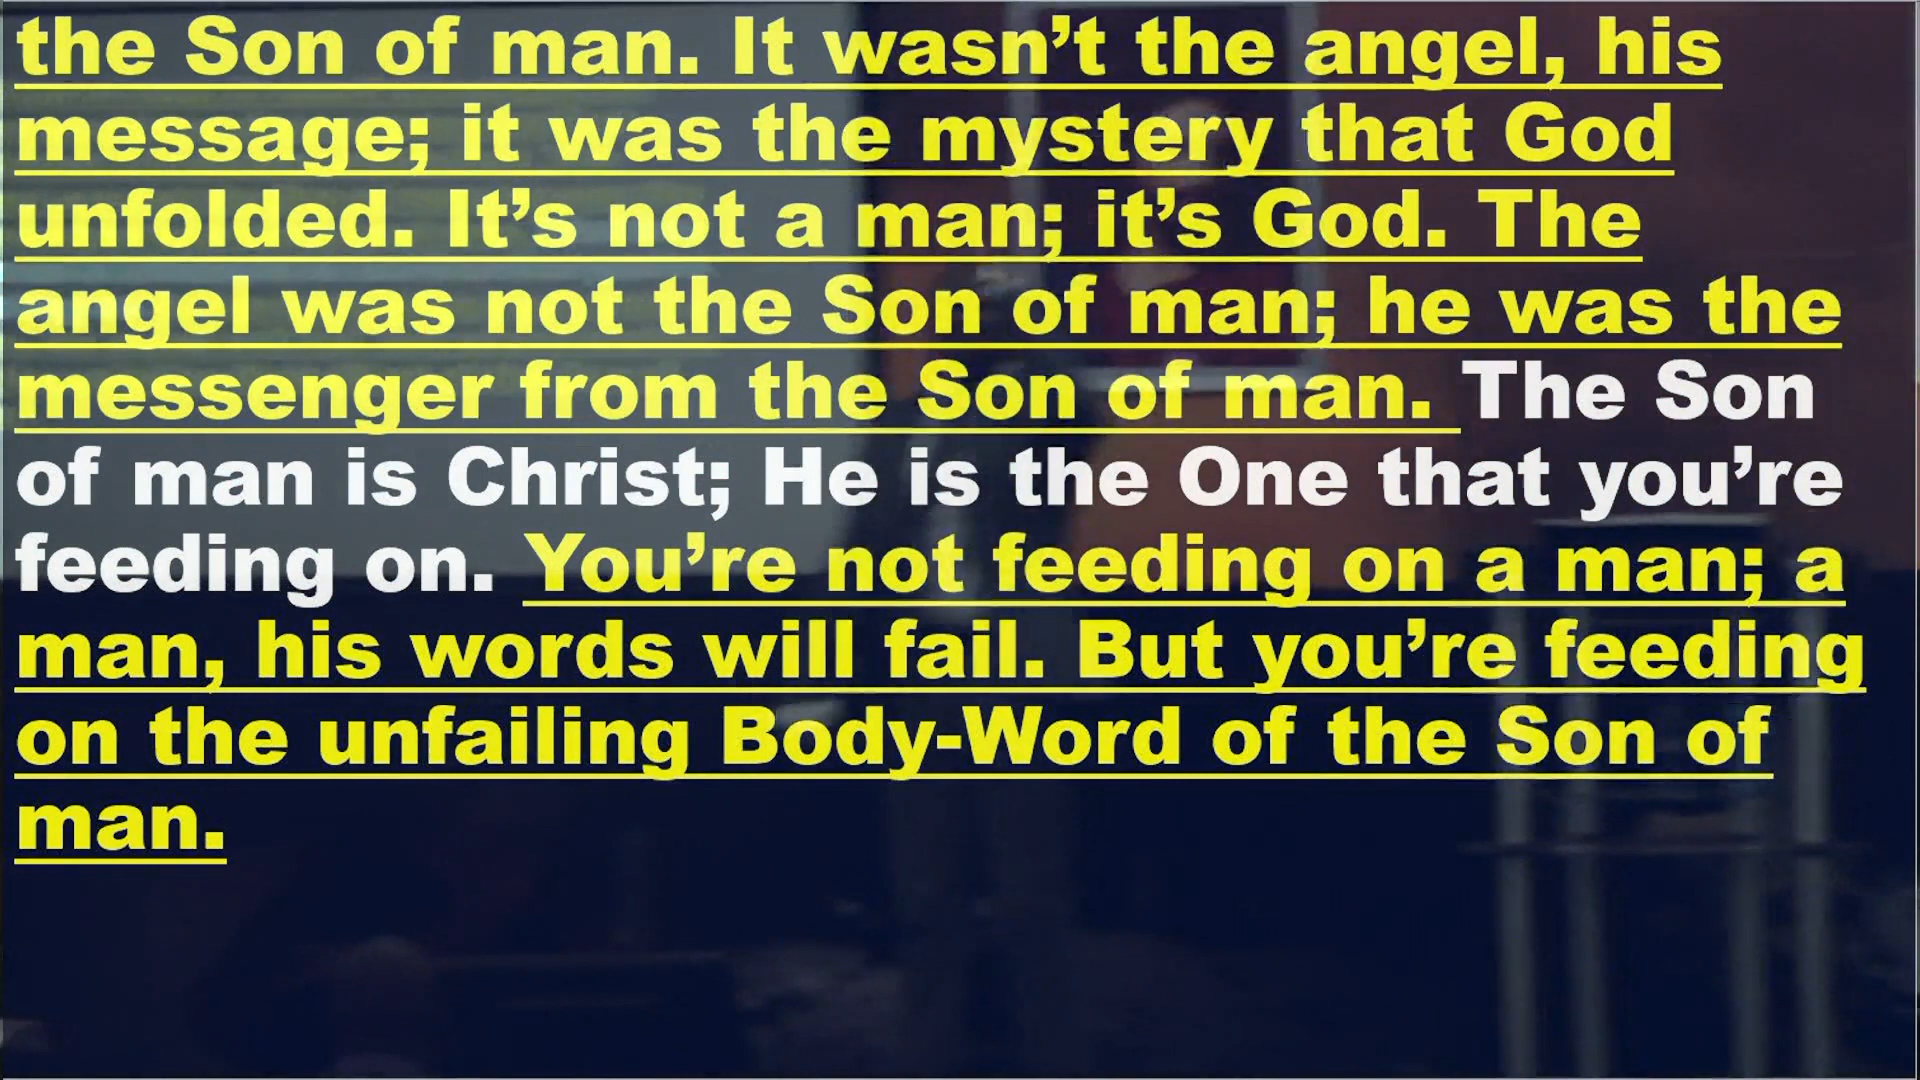 the Son of man. It wasn’t the angel, his
message; it was the mystery that God
unfolded. It’s not a man; it’s God. The
angel was not the Son of man; he was the
messenger from the Son of man. The Son
of man is Christ; He is the One that you’re
feeding on. You’re not feeding on a man; a
man, his words will fail. But you’re feeding
on the unfailing Body-Word of the Son of
man.